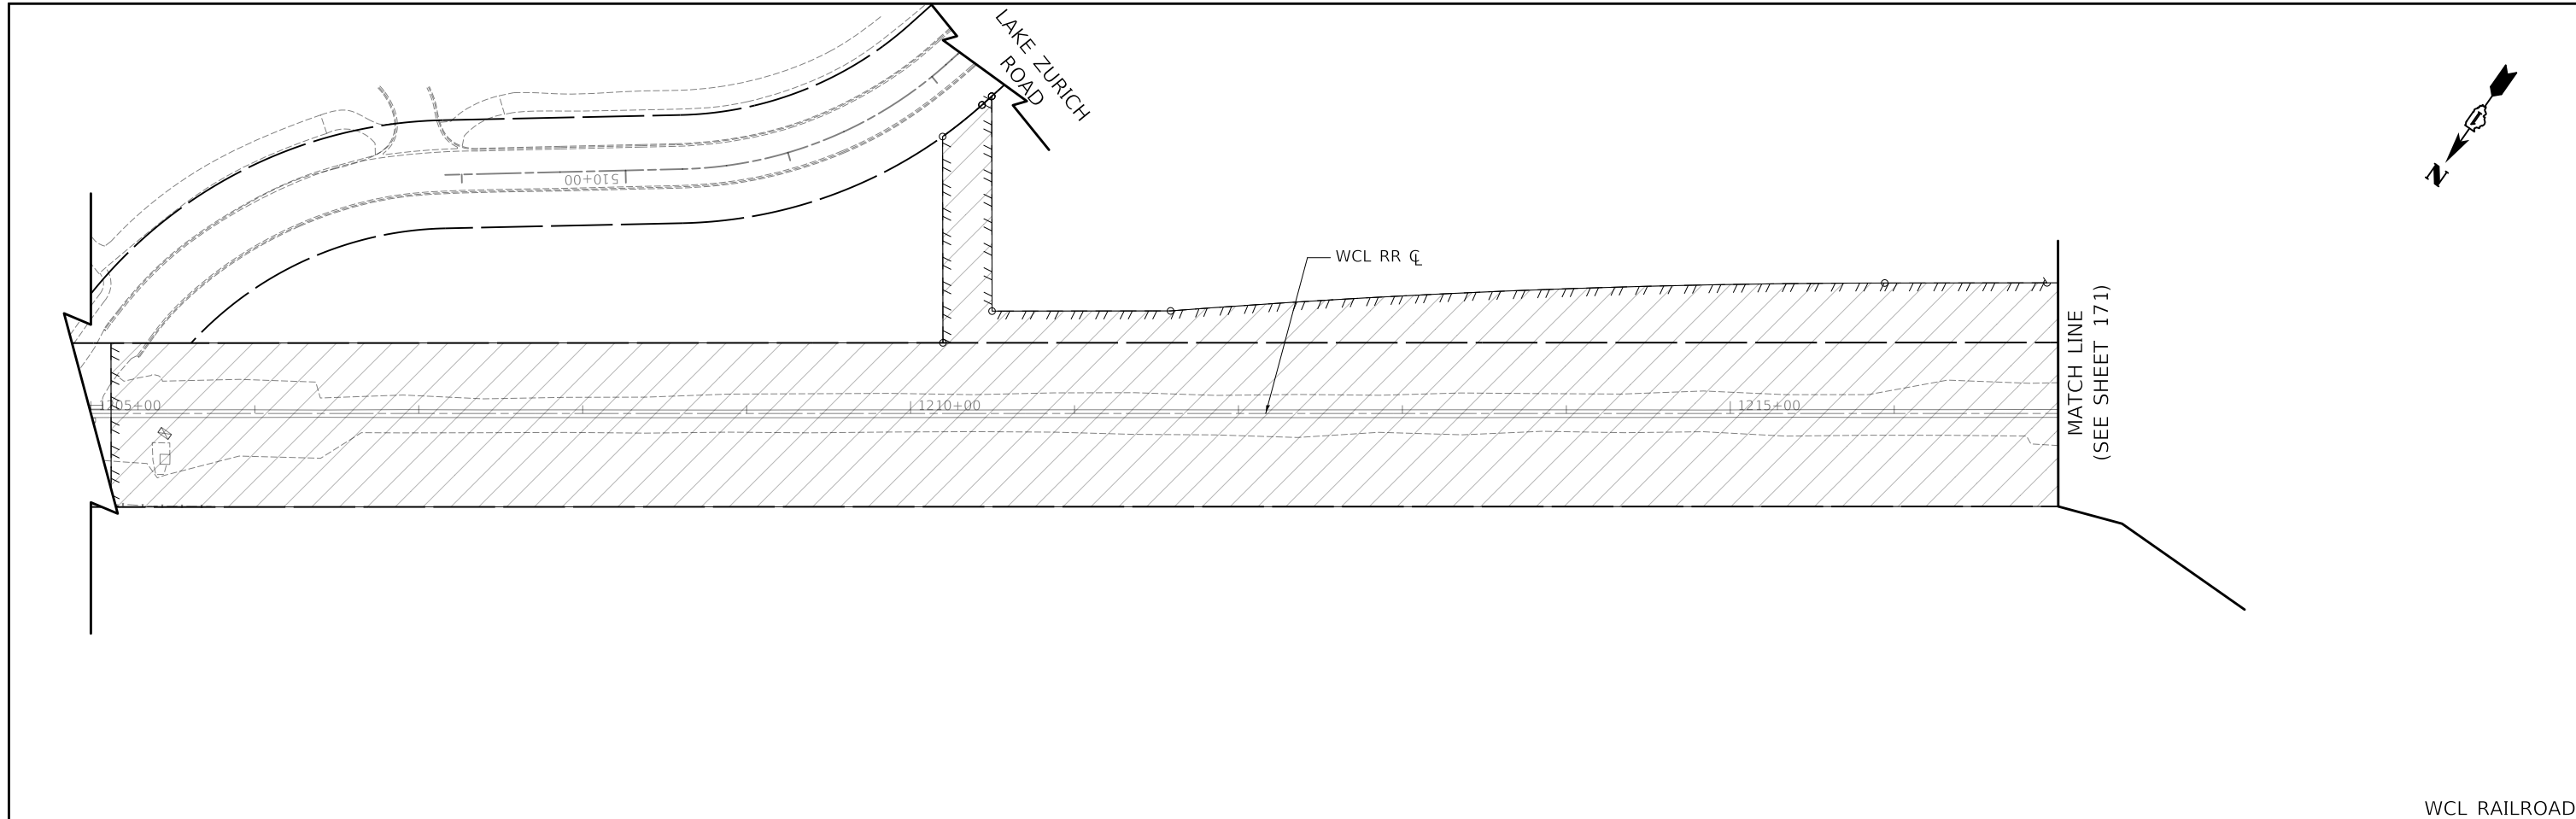 LAKE ZURICH
ROAD
510+00
WCL RR ℄
N
MATCH LINE
(SEE SHEET 171)
1205+00
1210+00
1215+00
WCL RAILROAD